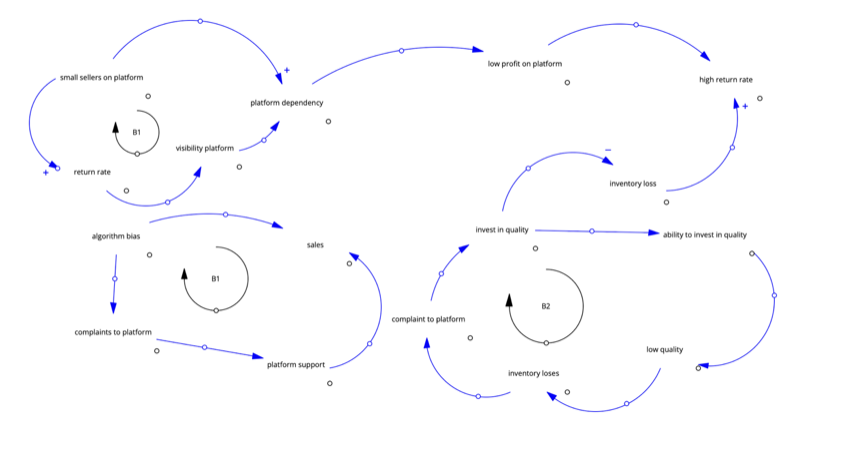 small sellers on platform
+
platform dependency
low profit on platform
high return rate
+
B1
visibility platform
return rate
+
–
inventory loss
algorithm bias
sales
invest in quality
ability to invest in quality
B1
complaints to platform
platform support
complaint to platform
B2
low quality
inventory loses